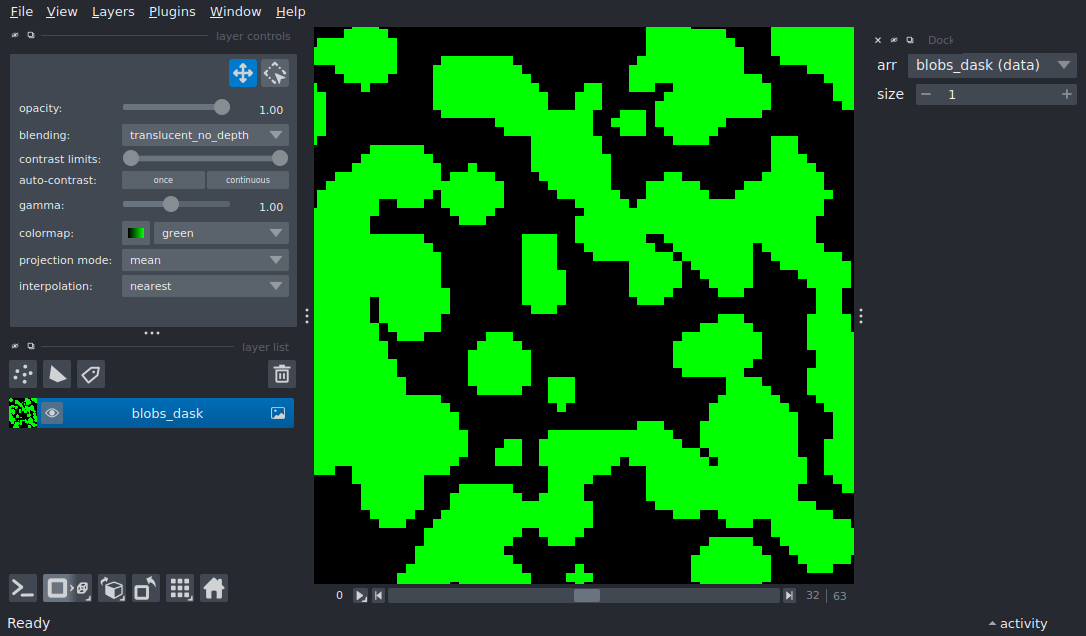 File View Layers Plugins Window Help
layer controls
opacity: 1.00
blending: translucent_no_depth
contrast limits:
auto-contrast: once continuous
gamma: 1.00
colormap: green
projection mode: mean
interpolation: nearest
layer list
blobs_dask
0 32 63
Ready
Dock
arr blobs_dask (data)
size 1
activity